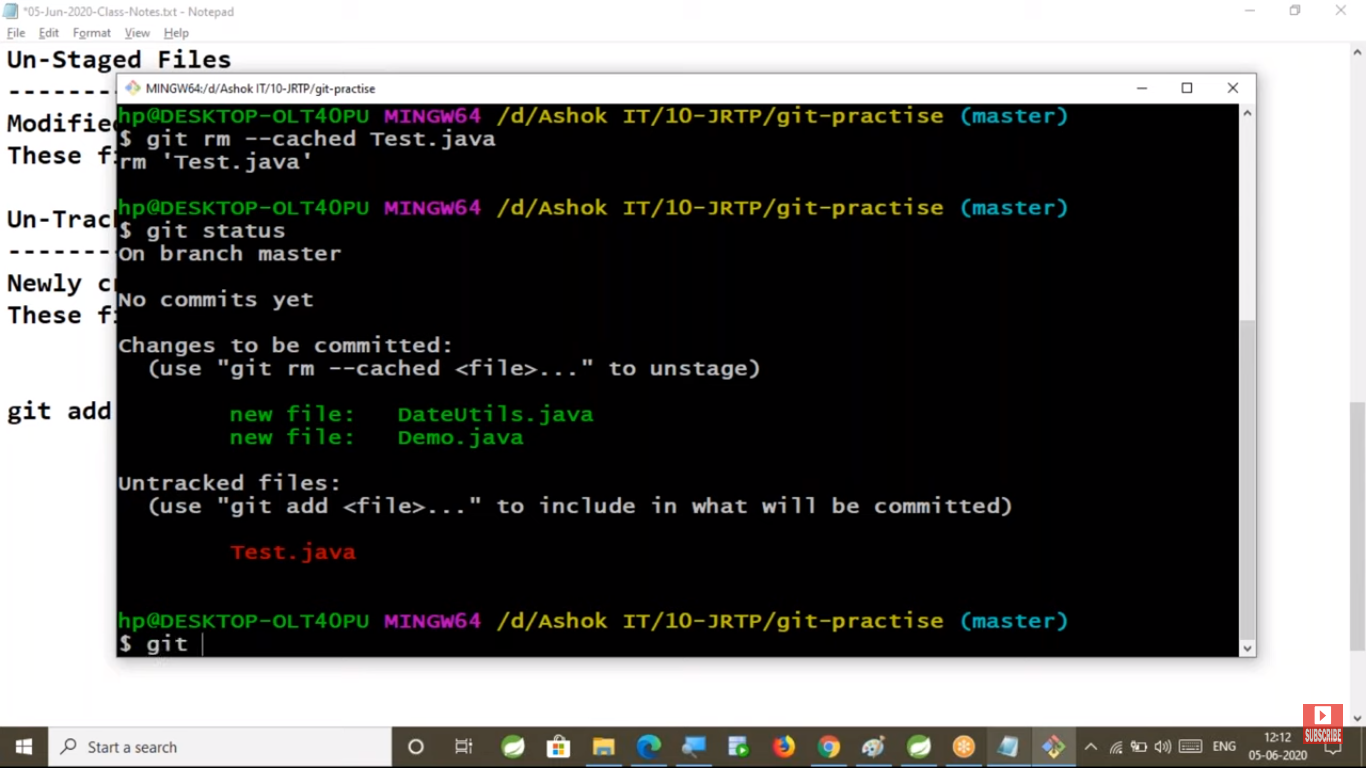 *05-Jun-2020-Class-Notes.txt - Notepad
File Edit Format View Help
Un-Staged Files
MINGW64:/d/Ashok IT/10-JRTP/git-practise
hp@DESKTOP-OLT40PU MINGW64 /d/Ashok IT/10-JRTP/git-practise (master)
$ git rm --cached Test.java
rm 'Test.java'
hp@DESKTOP-OLT40PU MINGW64 /d/Ashok IT/10-JRTP/git-practise (master)
$ git status
On branch master
No commits yet
Changes to be committed:
(use "git rm --cached <file>..." to unstage)
new file: DateUtils.java
new file: Demo.java
Untracked files:
(use "git add <file>..." to include in what will be committed)
Test.java
hp@DESKTOP-OLT40PU MINGW64 /d/Ashok IT/10-JRTP/git-practise (master)
$ git
--------
Modified
These
Un-Track
--------
Newly
These
git add
Start a search
ENG
12:12
05-06-2020
SUBSCRIBE